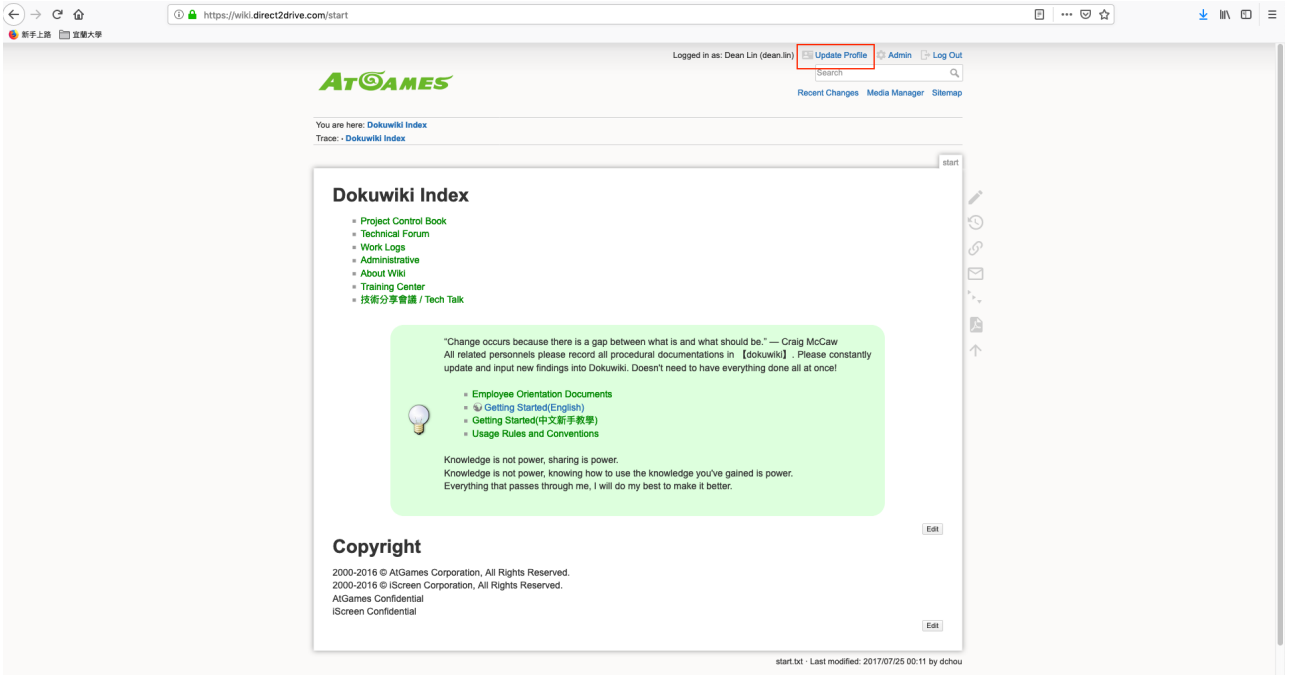 https://wiki.direct2drive.com/start
新手上路 宜蘭大學
Logged in as: Dean Lin (dean.lin) Update Profile Admin Log Out
Search
ATGAMES
Recent Changes Media Manager Sitemap
You are here: Dokuwiki Index
Trace: • Dokuwiki Index
start
Dokuwiki Index
Project Control Book
Technical Forum
Work Logs
Administrative
About Wiki
Training Center
技術分享會議 / Tech Talk
"Change occurs because there is a gap between what is and what should be." — Craig McCaw
All related personnels please record all procedural documentations in 【dokuwiki】. Please constantly
update and input new findings into Dokuwiki. Doesn't need to have everything done all at once!
Employee Orientation Documents
Getting Started(English)
Getting Started(中文新手教學)
Usage Rules and Conventions
Knowledge is not power, sharing is power.
Knowledge is not power, knowing how to use the knowledge you've gained is power.
Everything that passes through me, I will do my best to make it better.
Edit
Copyright
2000-2016 © AtGames Corporation, All Rights Reserved.
2000-2016 © iScreen Corporation, All Rights Reserved.
AtGames Confidential
iScreen Confidential
Edit
start.txt · Last modified: 2017/07/25 00:11 by dchou